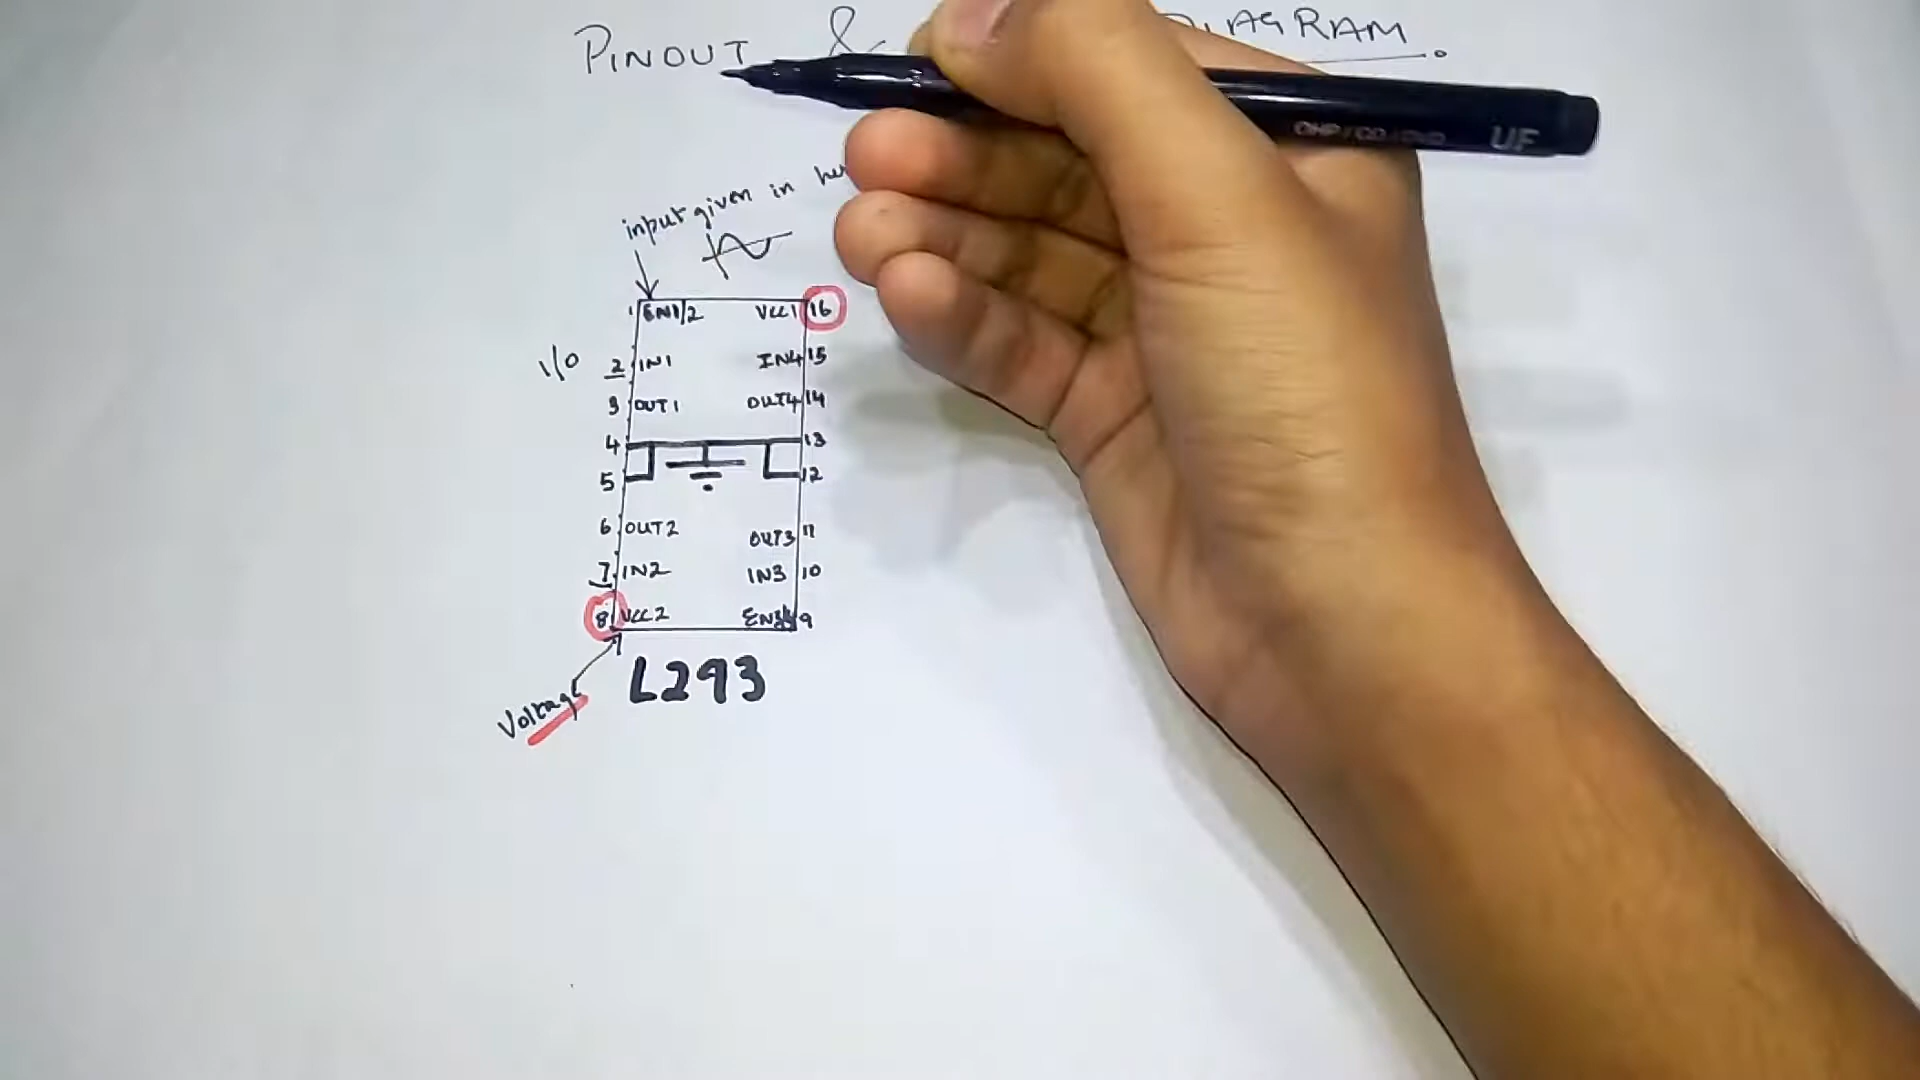 PINOUT & DIAGRAM.
UF
input given in
1 EN1/2 VCC1 16
I/O 2 IN1 IN4 15
3 OUT1 OUT4 14
4 13
5 12
6 OUT2 OUT3 11
7 IN2 IN3 10
8 VCC2 9
L293
Voltage